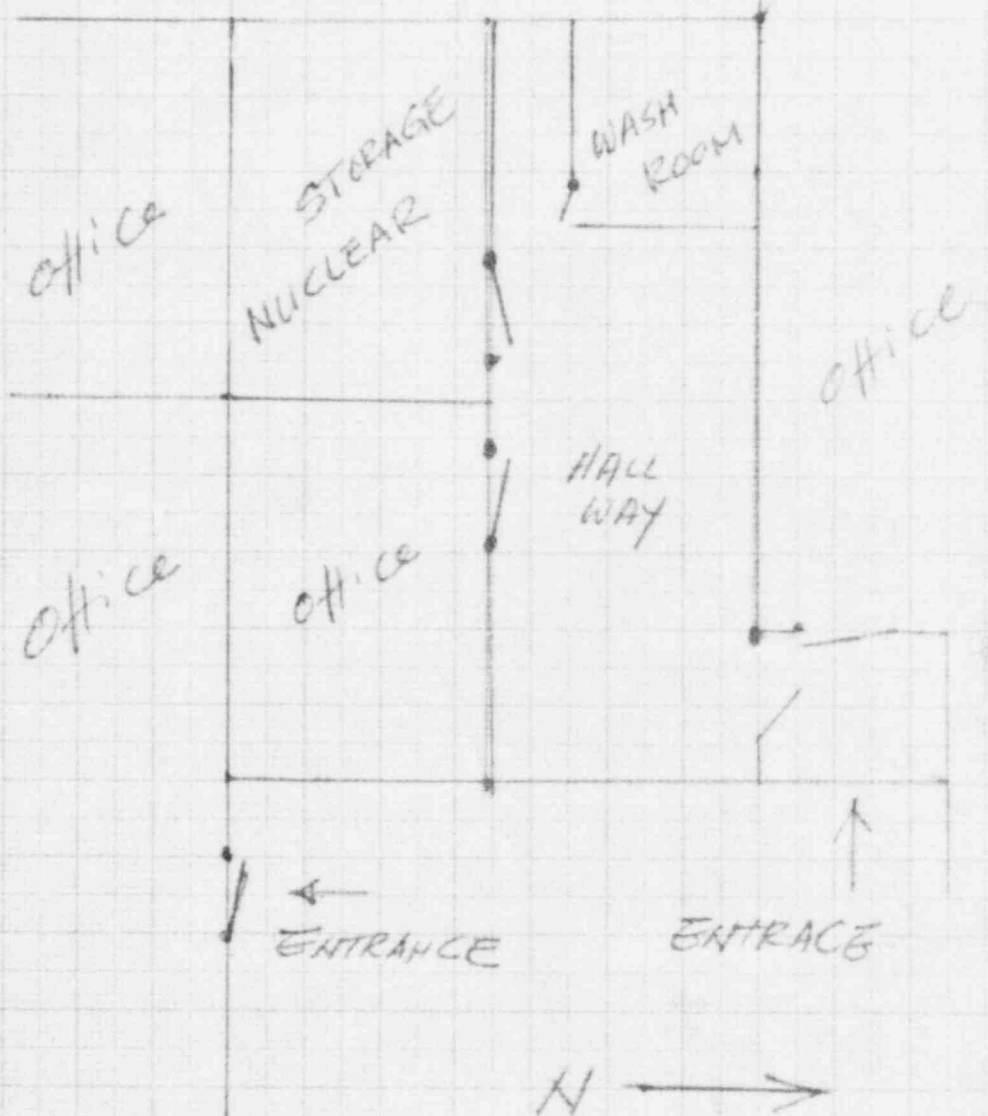 Office
STORAGE
NUCLEAR
WASH
ROOM
Office
HALL
WAY
Office
Office
ENTRANCE
ENTRACE
N